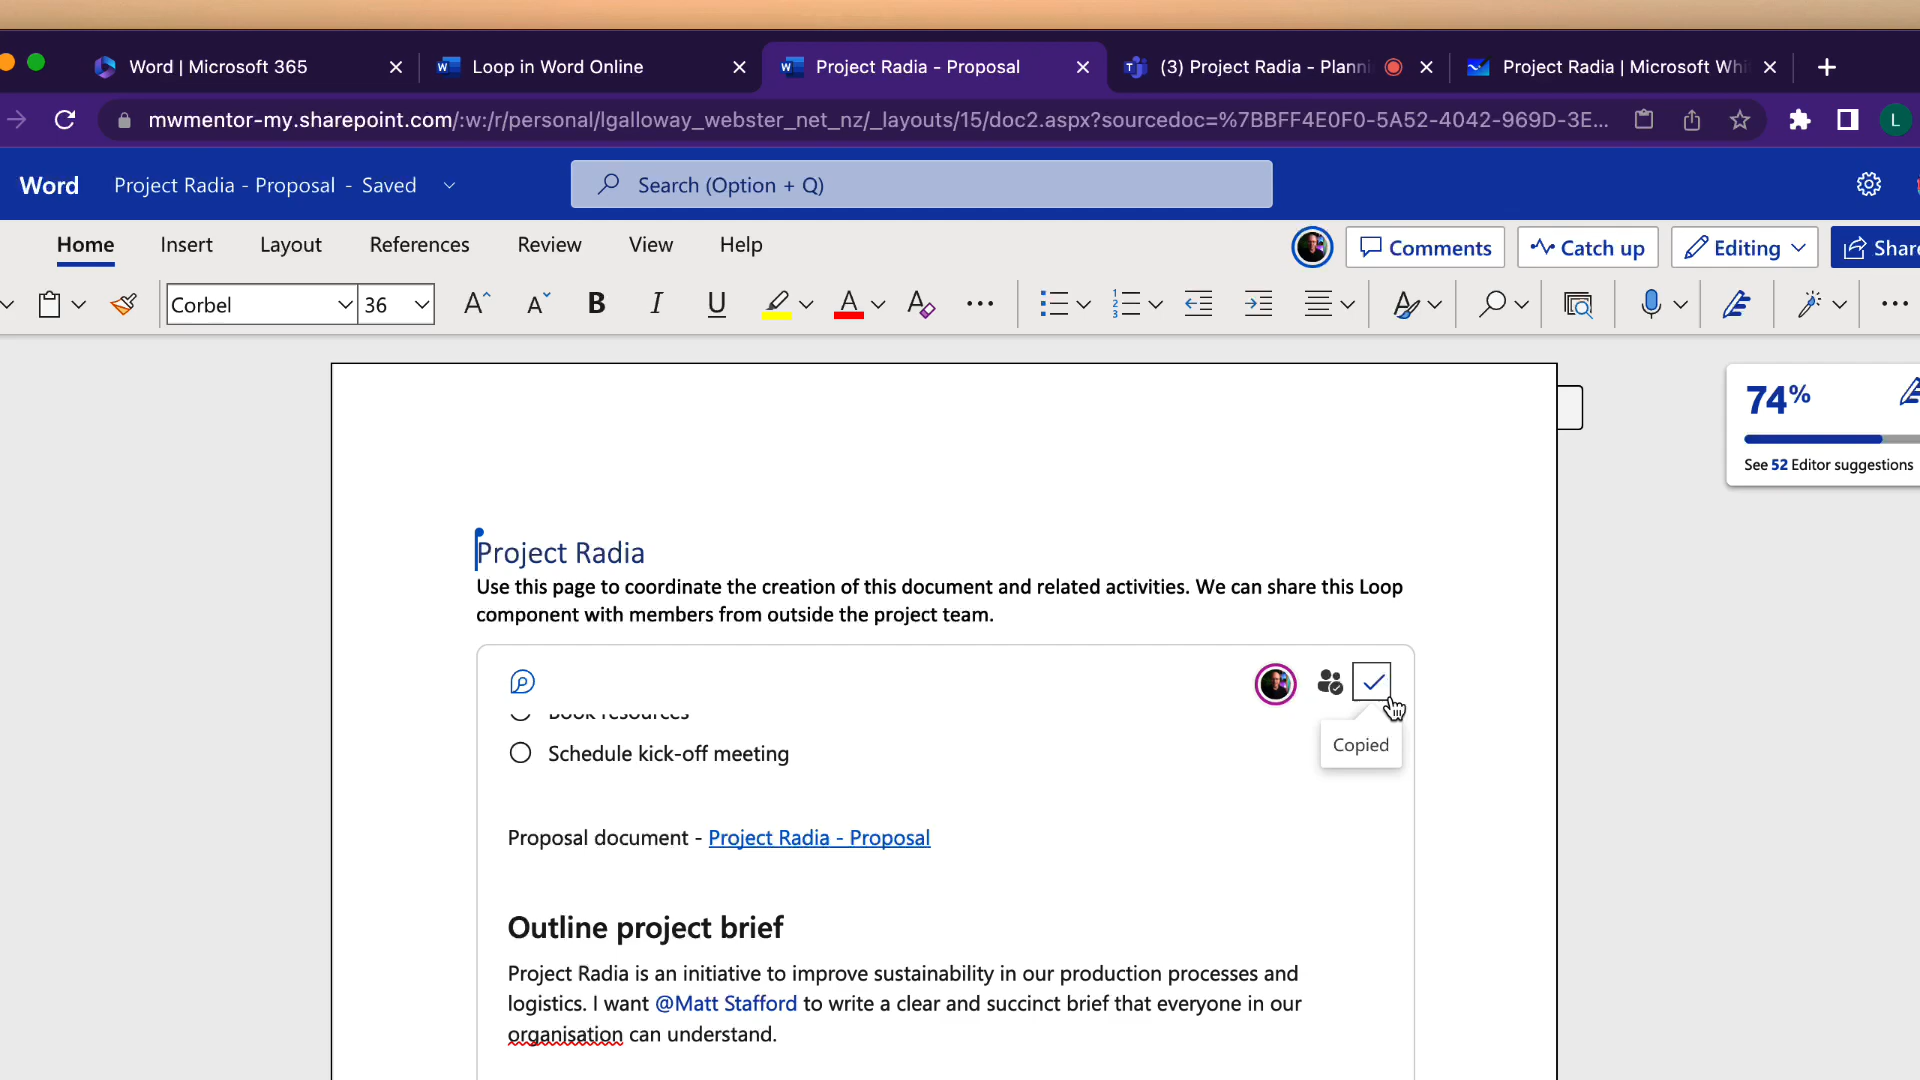 Word | Microsoft 365
Loop in Word Online
Project Radia - Proposal
(3) Project Radia - Planni
Project Radia | Microsoft Whi
mwmentor-my.sharepoint.com/:w:/r/personal/lgalloway_webster_net_nz/_layouts/15/doc2.aspx?sourcedoc=%7BBFF4E0F0-5A52-4042-969D-3E...
L
Word
Project Radia - Proposal - Saved
Search (Option + Q)
Home
Insert
Layout
References
Review
View
Help
Comments
Catch up
Editing
Share
Corbel
36
74%
See 52 Editor suggestions
Project Radia
Use this page to coordinate the creation of this document and related activities. We can share this Loop
component with members from outside the project team.
Book resources
Schedule kick-off meeting
Copied
Proposal document - Project Radia - Proposal
Outline project brief
Project Radia is an initiative to improve sustainability in our production processes and
logistics. I want @Matt Stafford to write a clear and succinct brief that everyone in our
organisation can understand.